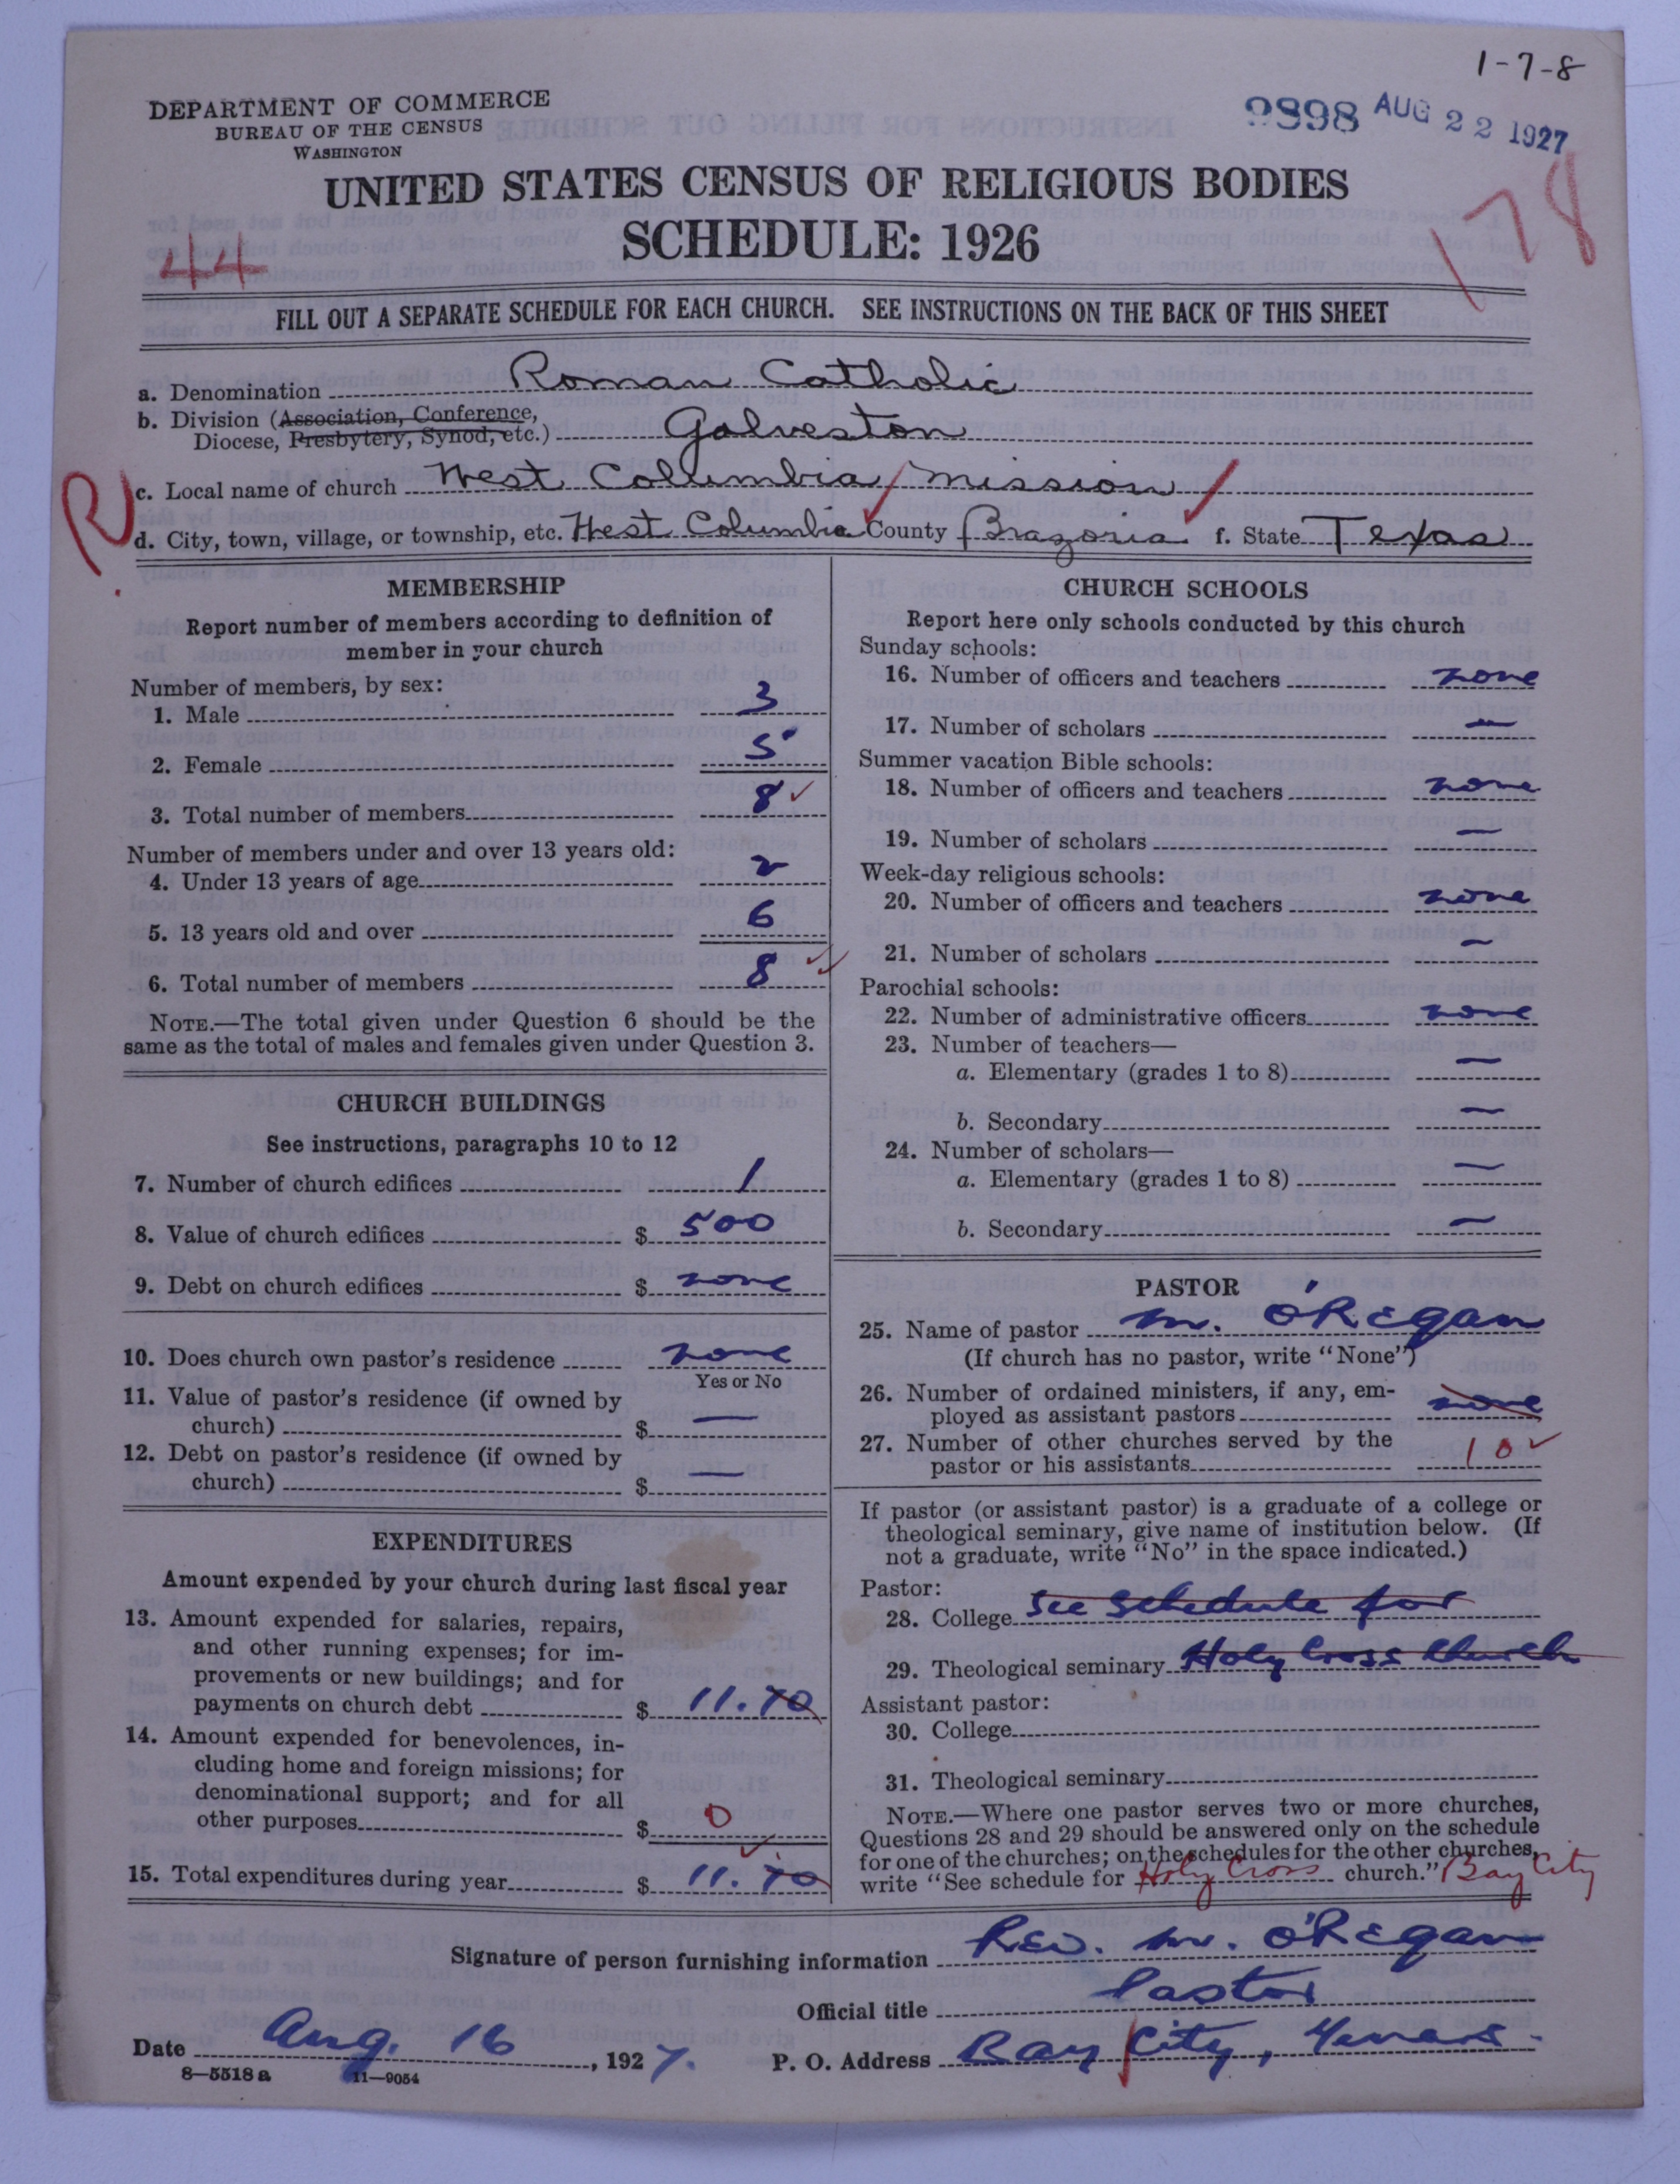 1-7-8
DEPARTMENT OF COMMERCE
BUREAU OF THE CENSUS
WASHINGTON
9898 AUG 22 1927
UNITED STATES CENSUS OF RELIGIOUS BODIES
SCHEDULE: 1926
44
178
FILL OUT A SEPARATE SCHEDULE FOR EACH CHURCH. SEE INSTRUCTIONS ON THE BACK OF THIS SHEET
a. Denomination Roman Catholic
b. Division (Association, Conference,
Diocese, Presbytery, Synod, etc.) Galveston
R
c. Local name of church West Collumbia / Mission /
d. City, town, village, or township, etc. West Columbia County Brazoria f. State Texas
MEMBERSHIP
Report number of members according to definition of
member in your church
Number of members, by sex:
1. Male 3
2. Female 5
3. Total number of members 8 ✓
Number of members under and over 13 years old:
4. Under 13 years of age 2
5. 13 years old and over 6
6. Total number of members 8 ✓✓
NOTE.—The total given under Question 6 should be the
same as the total of males and females given under Question 3.
CHURCH BUILDINGS
See instructions, paragraphs 10 to 12
7. Number of church edifices 1
8. Value of church edifices $ 500
9. Debt on church edifices $ none
10. Does church own pastor's residence none
Yes or No
11. Value of pastor's residence (if owned by
church) $ —
12. Debt on pastor's residence (if owned by
church) $ —
EXPENDITURES
Amount expended by your church during last fiscal year
13. Amount expended for salaries, repairs,
and other running expenses; for im-
provements or new buildings; and for
payments on church debt $ 11.70
14. Amount expended for benevolences, in-
cluding home and foreign missions; for
denominational support; and for all
other purposes $ 0
15. Total expenditures during year $ 11.70
CHURCH SCHOOLS
Report here only schools conducted by this church
Sunday schools:
16. Number of officers and teachers none
17. Number of scholars —
Summer vacation Bible schools:
18. Number of officers and teachers none
19. Number of scholars —
Week-day religious schools:
20. Number of officers and teachers none
21. Number of scholars —
Parochial schools:
22. Number of administrative officers none
23. Number of teachers—
a. Elementary (grades 1 to 8) —
b. Secondary —
24. Number of scholars—
a. Elementary (grades 1 to 8) —
b. Secondary —
PASTOR
25. Name of pastor M. O'Regan
(If church has no pastor, write "None")
26. Number of ordained ministers, if any, em-
ployed as assistant pastors none
27. Number of other churches served by the
pastor or his assistants 10 ✓
If pastor (or assistant pastor) is a graduate of a college or
theological seminary, give name of institution below. (If
not a graduate, write "No" in the space indicated.)
Pastor:
28. College See Schedule for
29. Theological seminary Holy Cross Church
Assistant pastor:
30. College
31. Theological seminary
NOTE.—Where one pastor serves two or more churches,
Questions 28 and 29 should be answered only on the schedule
for one of the churches; on the schedules for the other churches,
write "See schedule for Holy Cross church." Bay City
Signature of person furnishing information Rev. M. O'Regan
Official title Pastor
Date Aug. 16, 1927. P. O. Address Bay City, Texas.
8—5518 a 11—9054